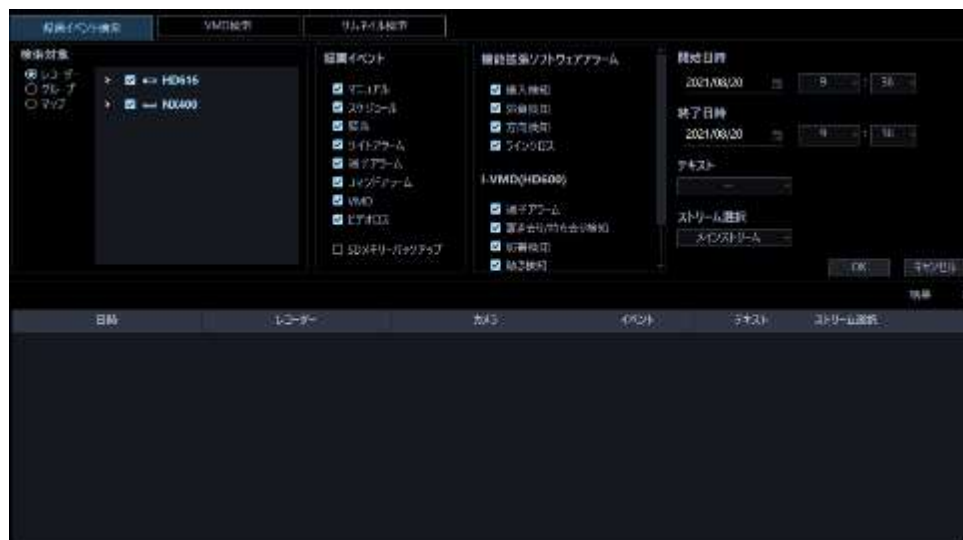 録画イベント検索
VMD検索
サムネイル検索
検索対象
レコーダー
グループ
マップ
HD616
NX400
録画イベント
マニュアル
スケジュール
緊急
サイトアラーム
端子アラーム
コマンドアラーム
VMD
ビデオロス
SDメモリーバックアップ
機能拡張ソフトウェアアラーム
侵入検知
滞留検知
方向検知
ラインクロス
i-VMD(HD600)
端子アラーム
置き去り/持ち去り検知
妨害検知
動き検知
開始日時
2021/08/20
9 : 36
終了日時
2021/08/20
9 :
テキスト
---
ストリーム選択
メインストリーム
OK キャンセル
結果
日時 レコーダー カメラ イベント テキスト ストリーム選択